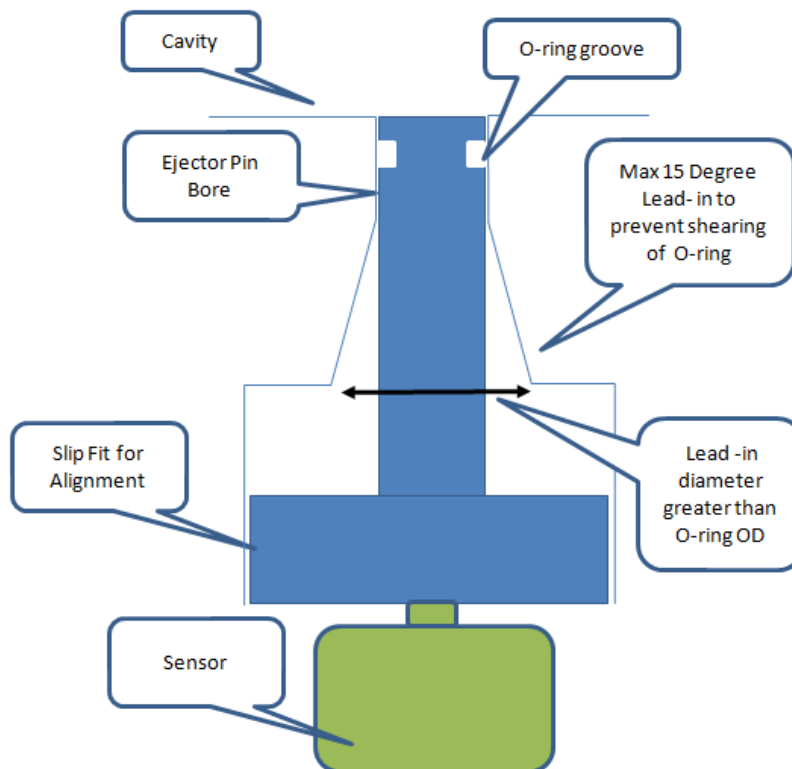 Cavity
O-ring groove
Ejector Pin
Bore
Max 15 Degree
Lead- in to
prevent shearing
of O-ring
Slip Fit for
Alignment
Lead -in
diameter
greater than
O-ring OD
Sensor